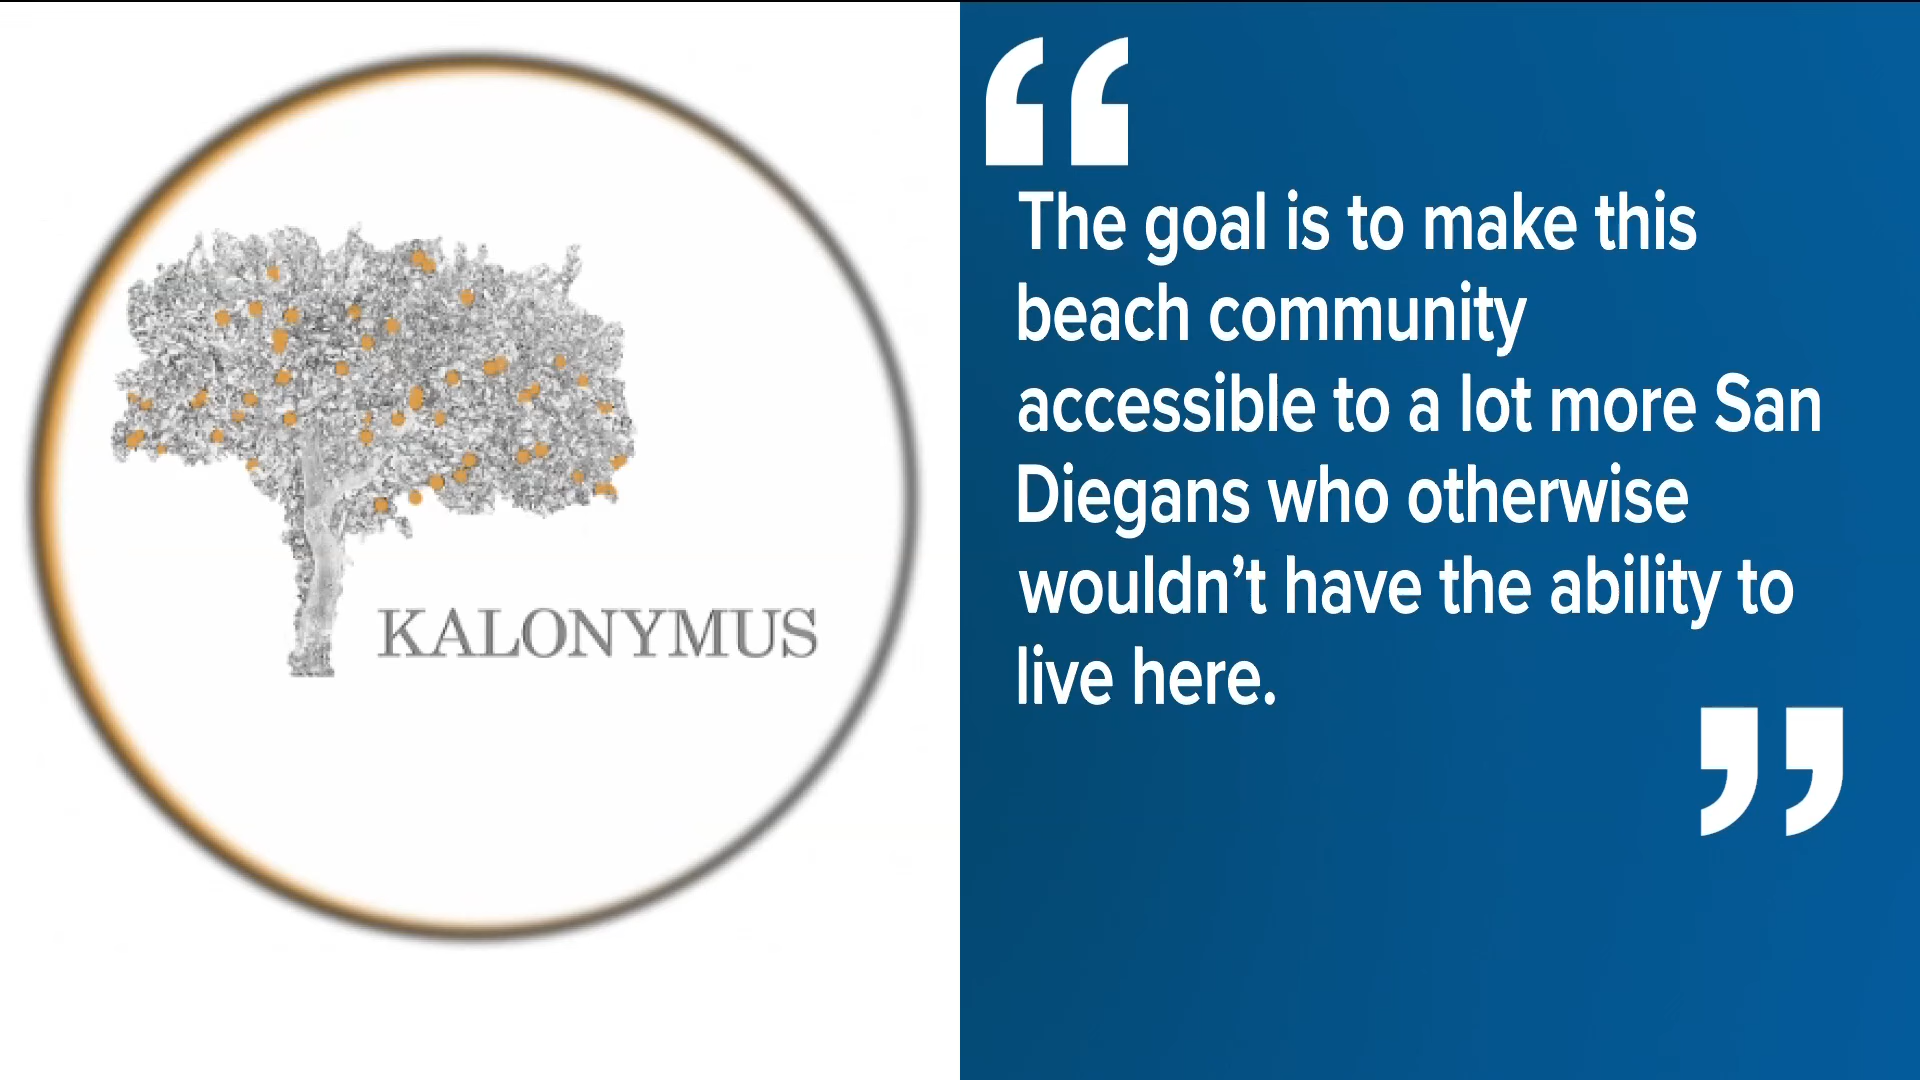 KALONYMUS
“
The goal is to make this
beach community
accessible to a lot more San
Diegans who otherwise
wouldn’t have the ability to
live here.
”